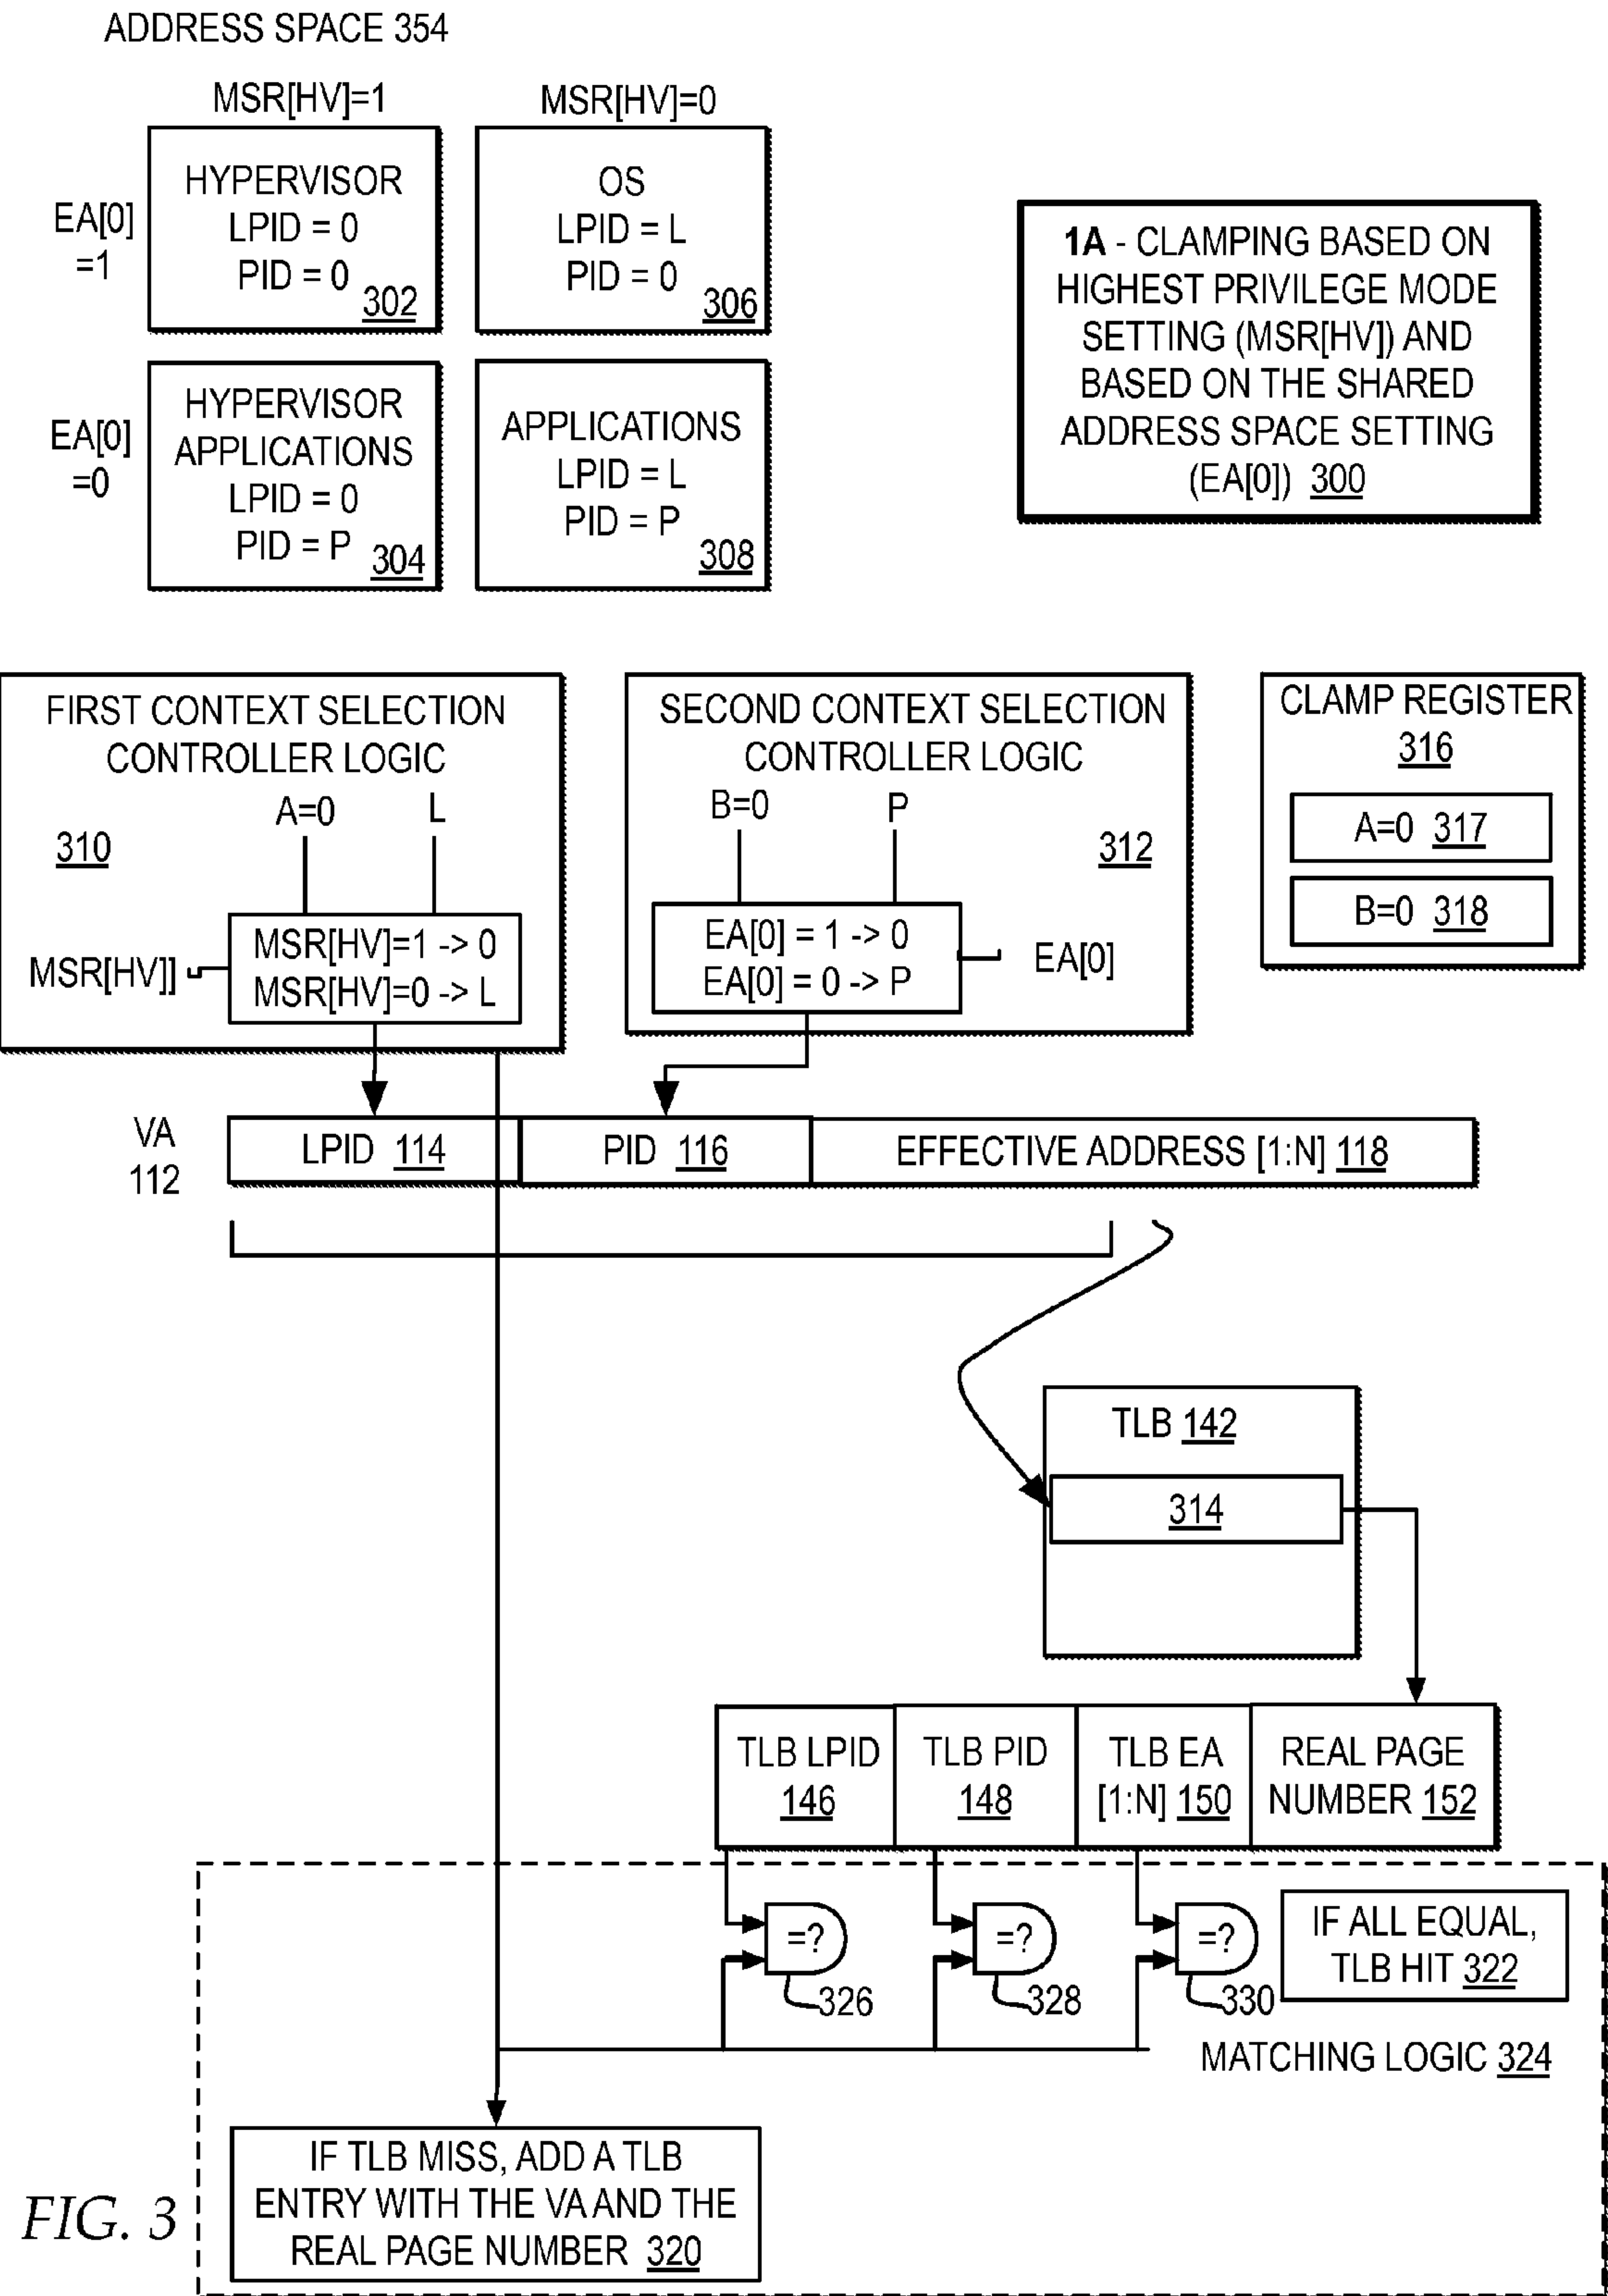 ADDRESS SPACE 354
MSR[HV]=1
MSR[HV]=0
EA[0]
=1
HYPERVISOR
LPID = 0
PID = 0
302
OS
LPID = L
PID = 0
306
1A - CLAMPING BASED ON
HIGHEST PRIVILEGE MODE
SETTING (MSR[HV]) AND
BASED ON THE SHARED
ADDRESS SPACE SETTING
(EA[0]) 300
EA[0]
=0
HYPERVISOR
APPLICATIONS
LPID = 0
PID = P
304
APPLICATIONS
LPID = L
PID = P
308
FIRST CONTEXT SELECTION
CONTROLLER LOGIC
A=0
L
310
MSR[HV]]
MSR[HV]=1 -> 0
MSR[HV]=0 -> L
SECOND CONTEXT SELECTION
CONTROLLER LOGIC
B=0
P
312
EA[0] = 1 -> 0
EA[0] = 0 -> P
EA[0]
CLAMP REGISTER
316
A=0 317
B=0 318
VA
112
LPID 114
PID 116
EFFECTIVE ADDRESS [1:N] 118
TLB 142
314
TLB LPID
146
TLB PID
148
TLB EA
[1:N] 150
REAL PAGE
NUMBER 152
=?
326
=?
328
=?
330
IF ALL EQUAL,
TLB HIT 322
MATCHING LOGIC 324
IF TLB MISS, ADD A TLB
ENTRY WITH THE VA AND THE
REAL PAGE NUMBER 320
FIG. 3